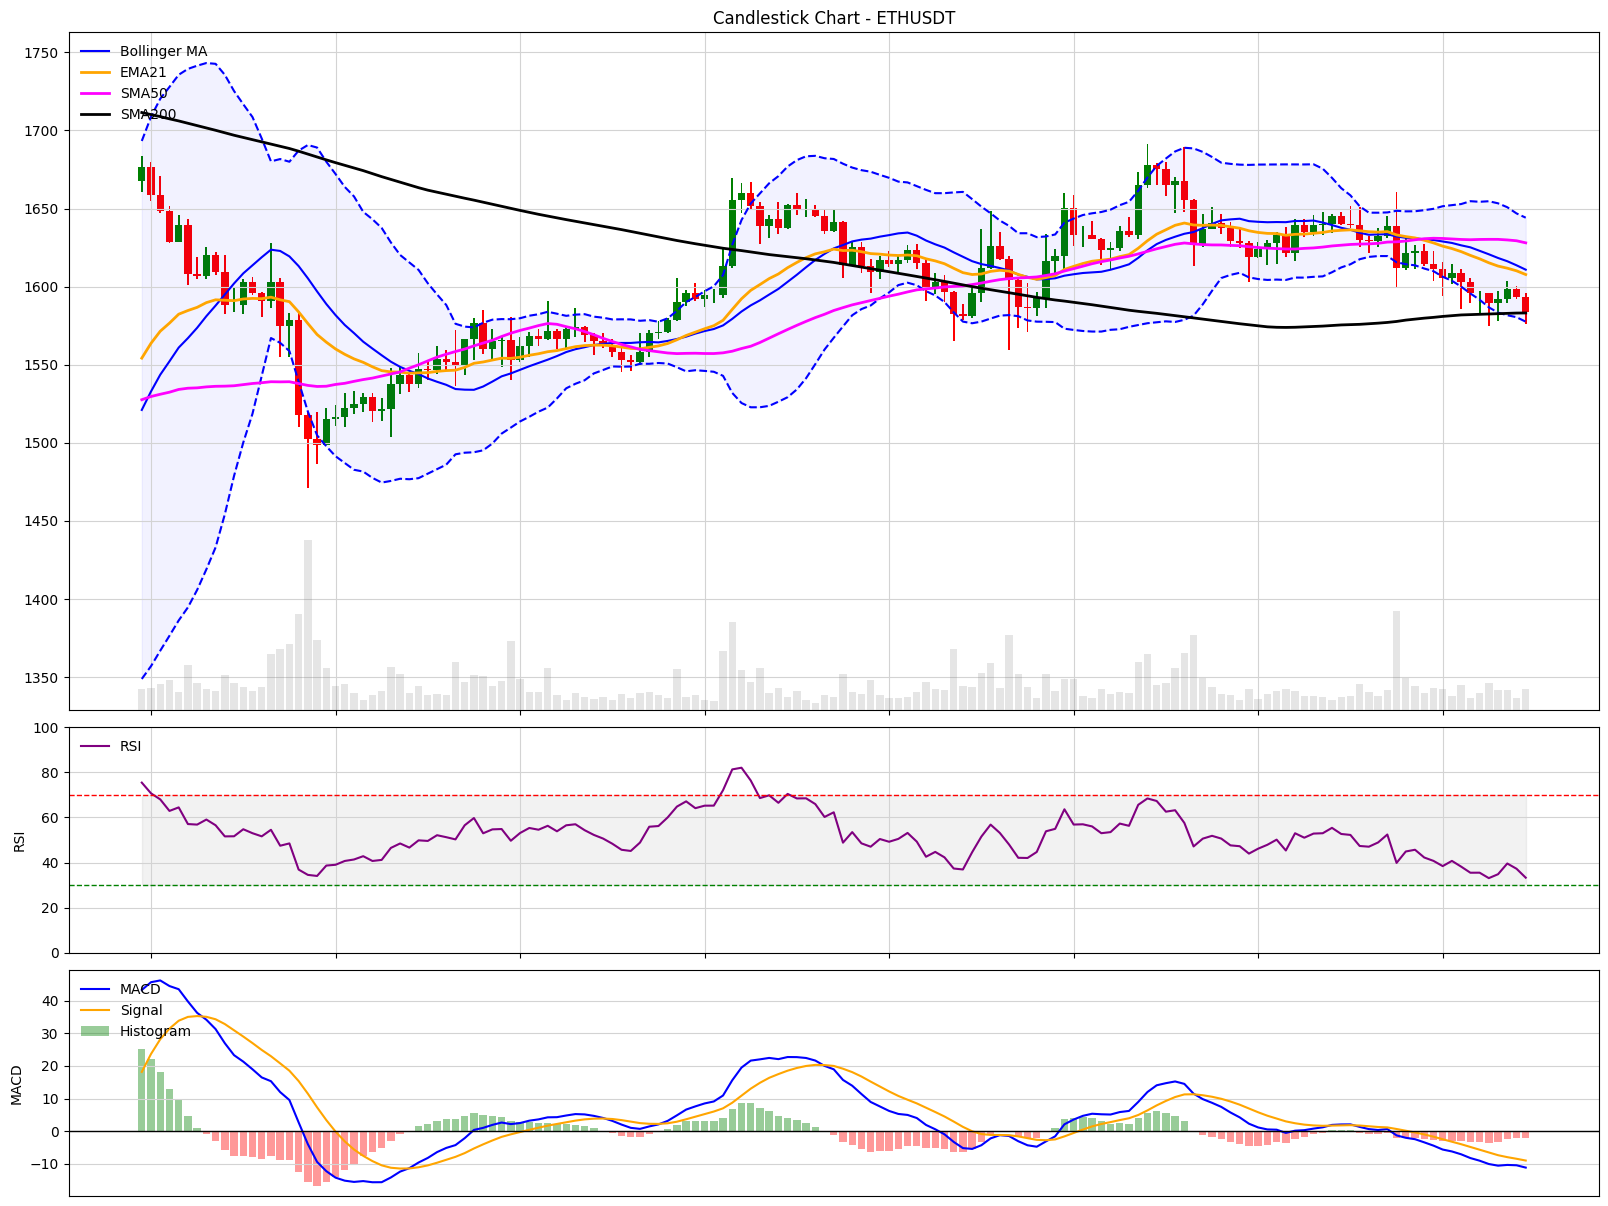 Candlestick Chart - ETHUSDT
Bollinger MA
EMA21
SMA50
SMA200
1750
1700
1650
1600
1550
1500
1450
1400
1350
RSI
100
80
60
40
20
0
RSI
MACD
Signal
Histogram
40
30
20
10
0
−10
MACD